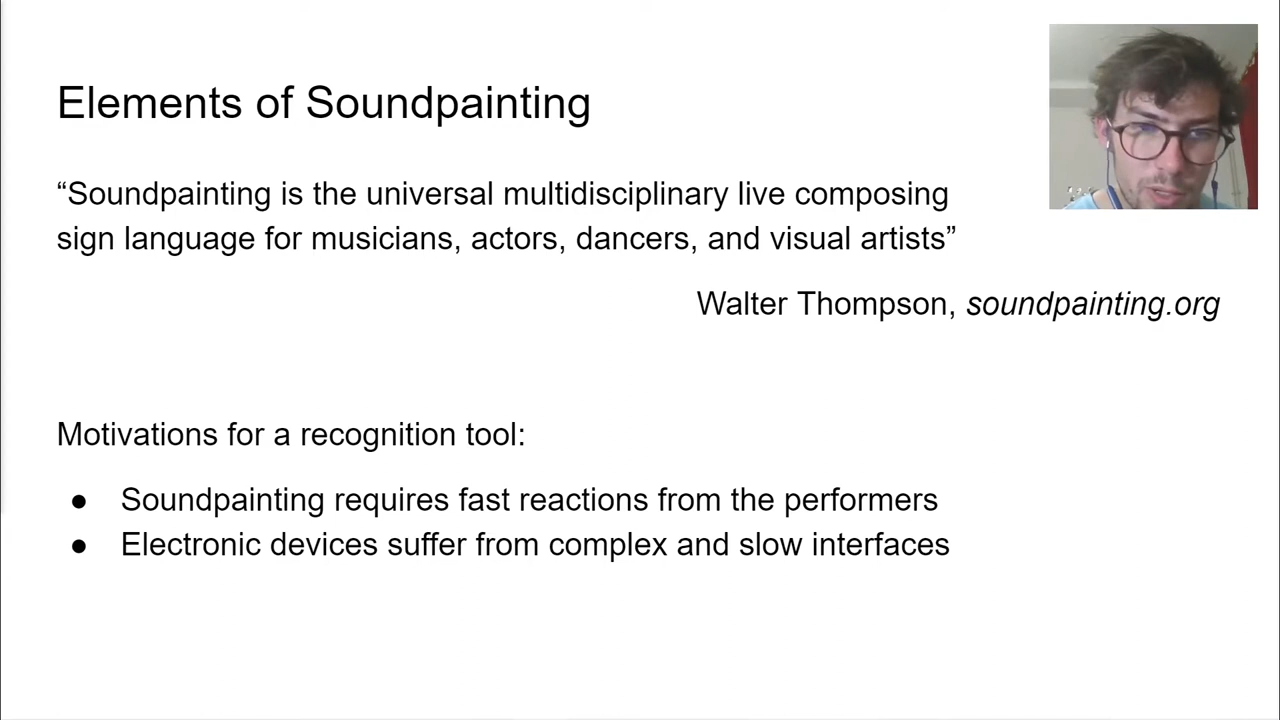 Elements of Soundpainting
“Soundpainting is the universal multidisciplinary live composing
sign language for musicians, actors, dancers, and visual artists”
Walter Thompson, soundpainting.org
Motivations for a recognition tool:
● Soundpainting requires fast reactions from the performers
● Electronic devices suffer from complex and slow interfaces